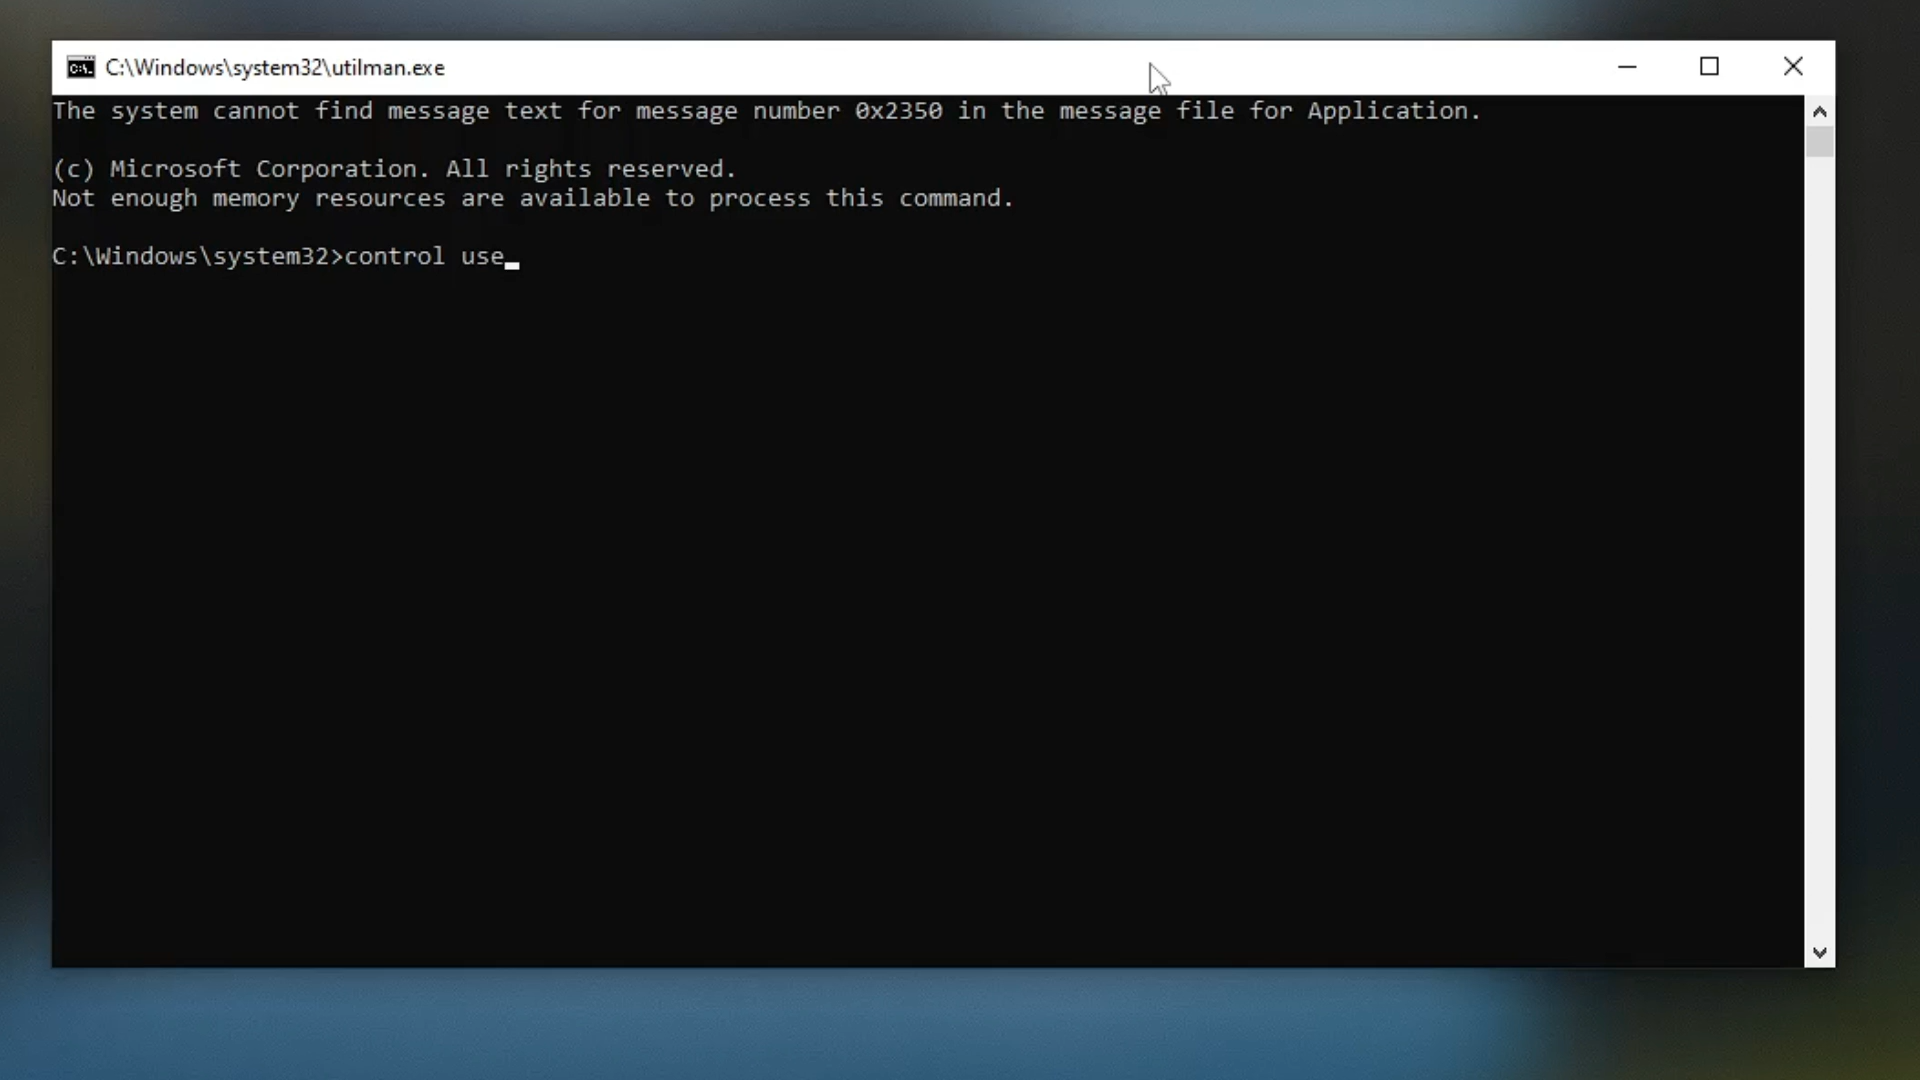 C:\Windows\system32\utilman.exe
The system cannot find message text for message number 0x2350 in the message file for Application.
(c) Microsoft Corporation. All rights reserved.
Not enough memory resources are available to process this command.
C:\Windows\system32>control use